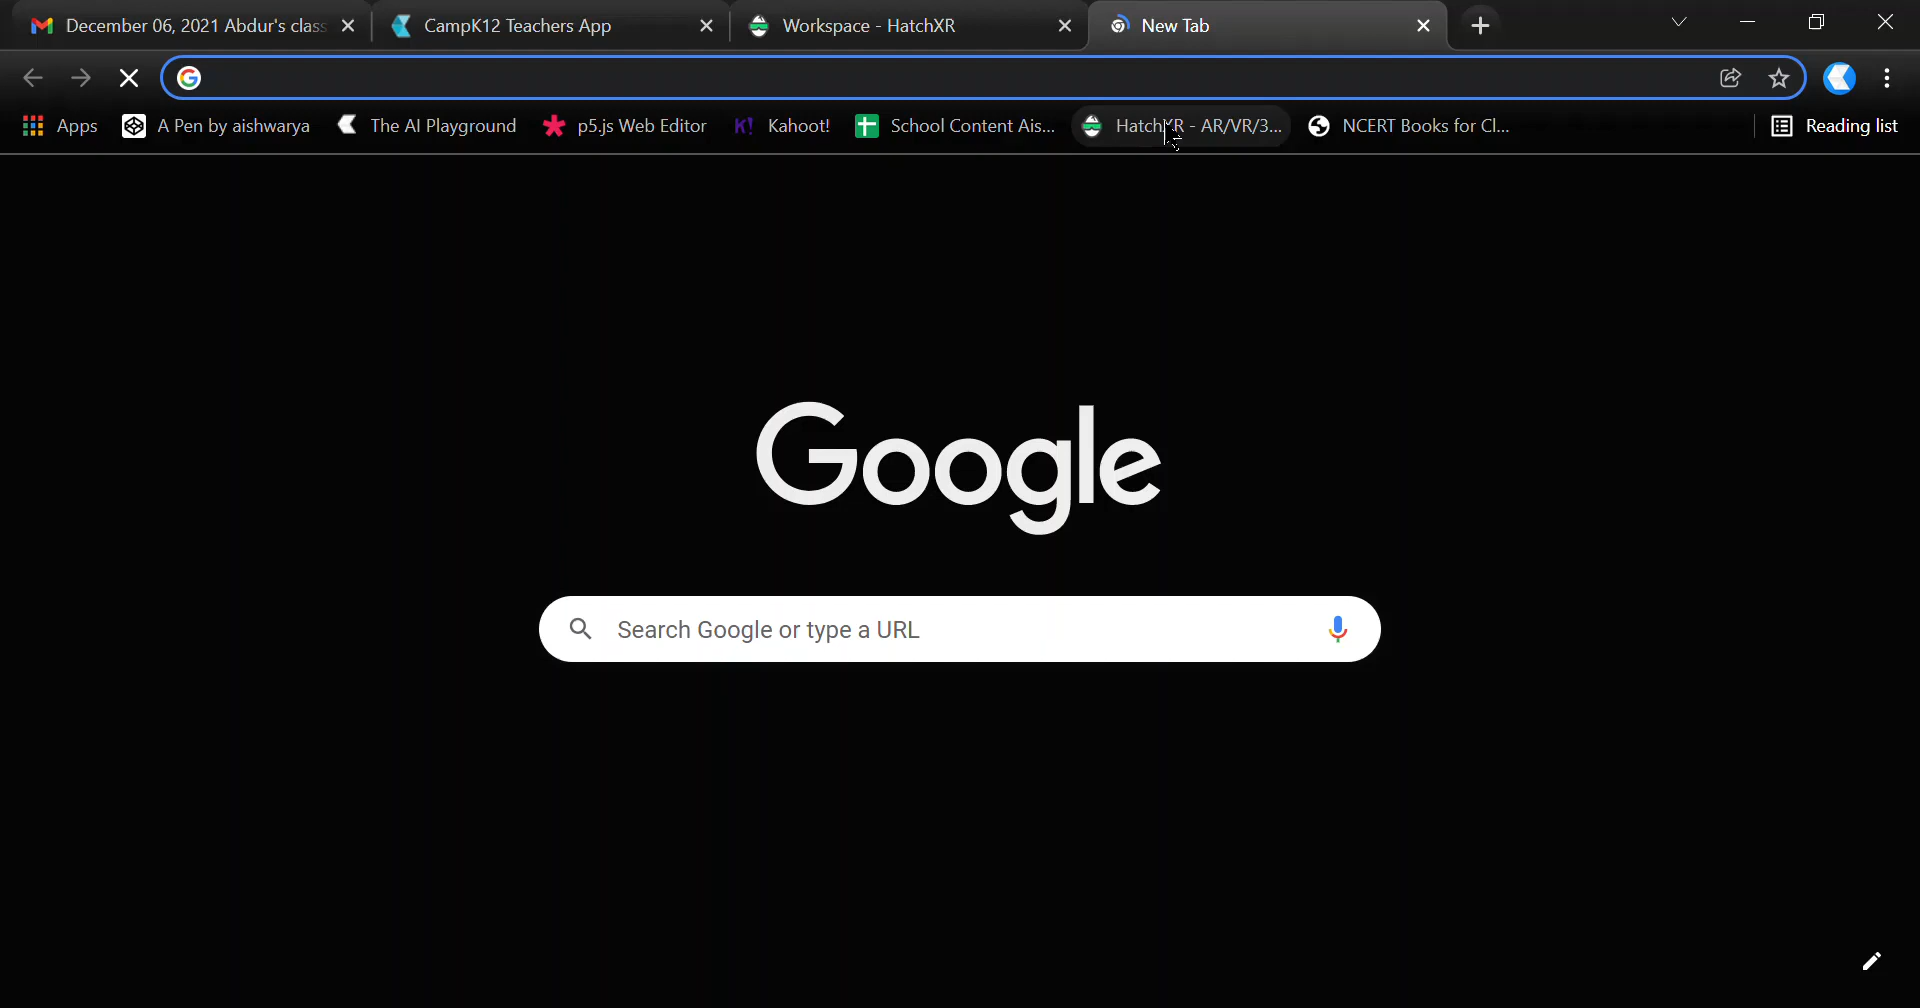 December 06, 2021 Abdur's class
CampK12 Teachers App
Workspace - HatchXR
New Tab
Apps
A Pen by aishwarya
The AI Playground
p5.js Web Editor
K! Kahoot!
School Content Ais...
HatchXR - AR/VR/3...
NCERT Books for Cl...
Reading list
Google
Search Google or type a URL